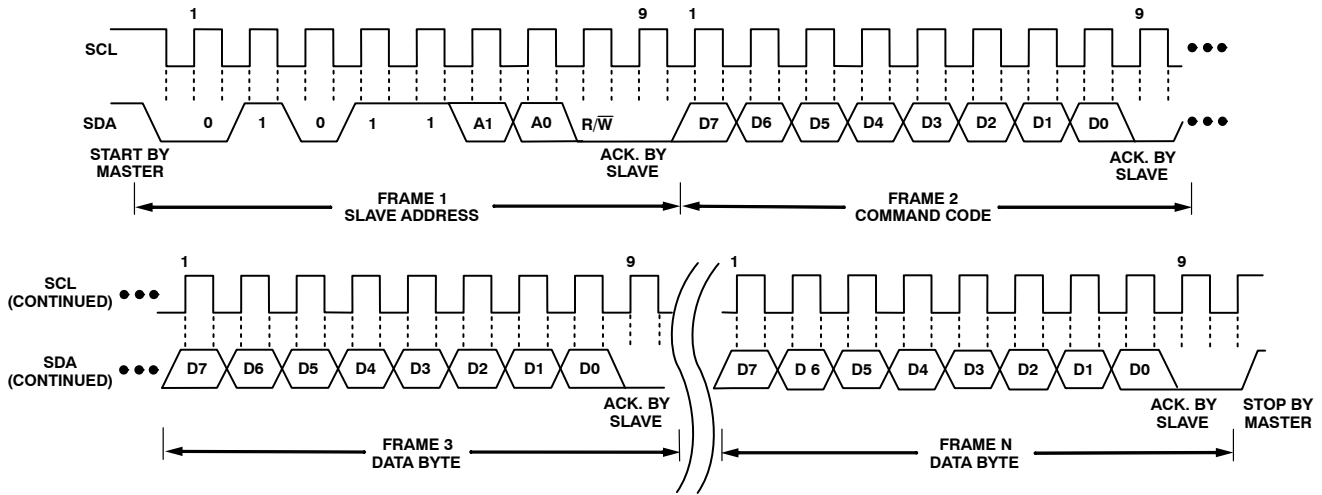 1 9 1 9
SCL
SDA 0 1 0 1 1 A1 A0 R/W̅ D7 D6 D5 D4 D3 D2 D1 D0
START BY
MASTER
ACK. BY
SLAVE
ACK. BY
SLAVE
FRAME 1
SLAVE ADDRESS
FRAME 2
COMMAND CODE
1 9 1 9
SCL
(CONTINUED)
SDA
(CONTINUED)
D7 D6 D5 D4 D3 D2 D1 D0 D7 D 6 D5 D4 D3 D2 D1 D0
ACK. BY
SLAVE
ACK. BY
SLAVE
STOP BY
MASTER
FRAME 3
DATA BYTE
FRAME N
DATA BYTE